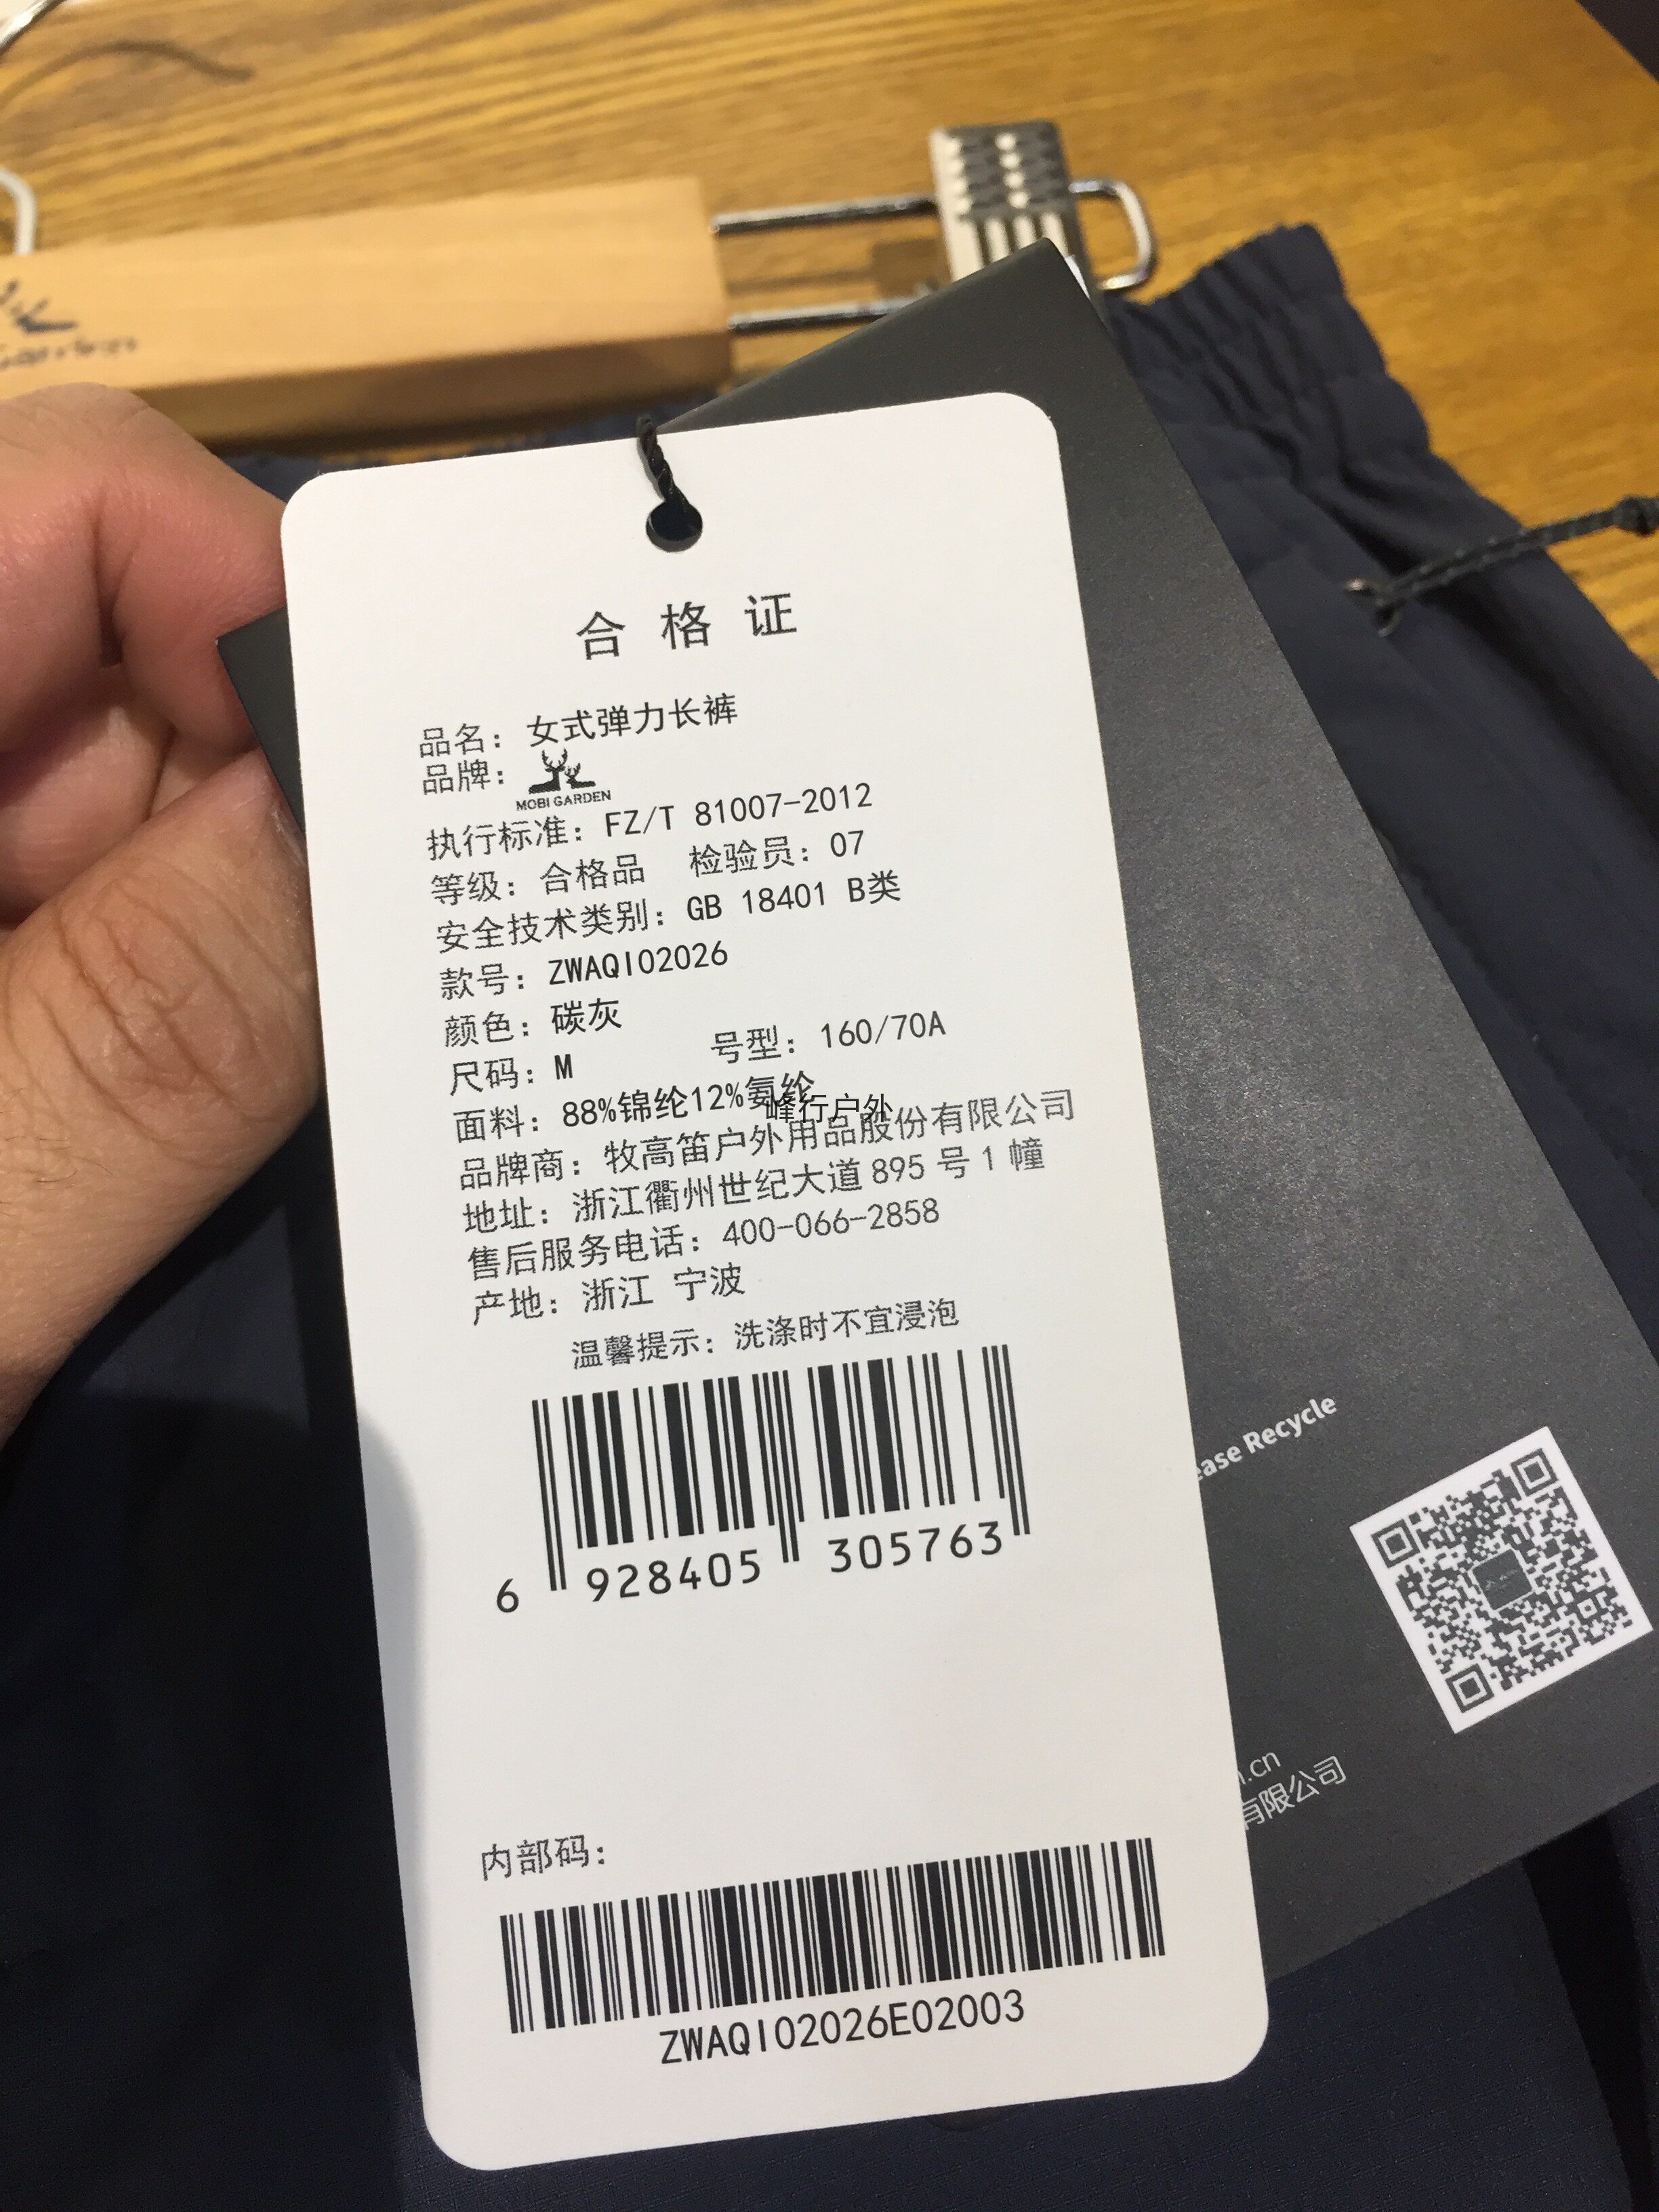 合格证
品名：女式弹力长裤
品牌：
MOBI GARDEN
执行标准：FZ/T 81007-2012
等级：合格品 检验员：07
安全技术类别：GB 18401 B类
款号：ZWAQI02026
颜色：碳灰
尺码：M 号型：160/70A
面料：88%锦纶12%氨纶
峰行户外
品牌商：牧高笛户外用品股份有限公司
地址：浙江衢州世纪大道895号1幢
售后服务电话：400-066-2858
产地：浙江 宁波
温馨提示：洗涤时不宜浸泡
6 928405 305763
内部码：
ZWAQI02026E02003
ease Recycle
.cn
有限公司